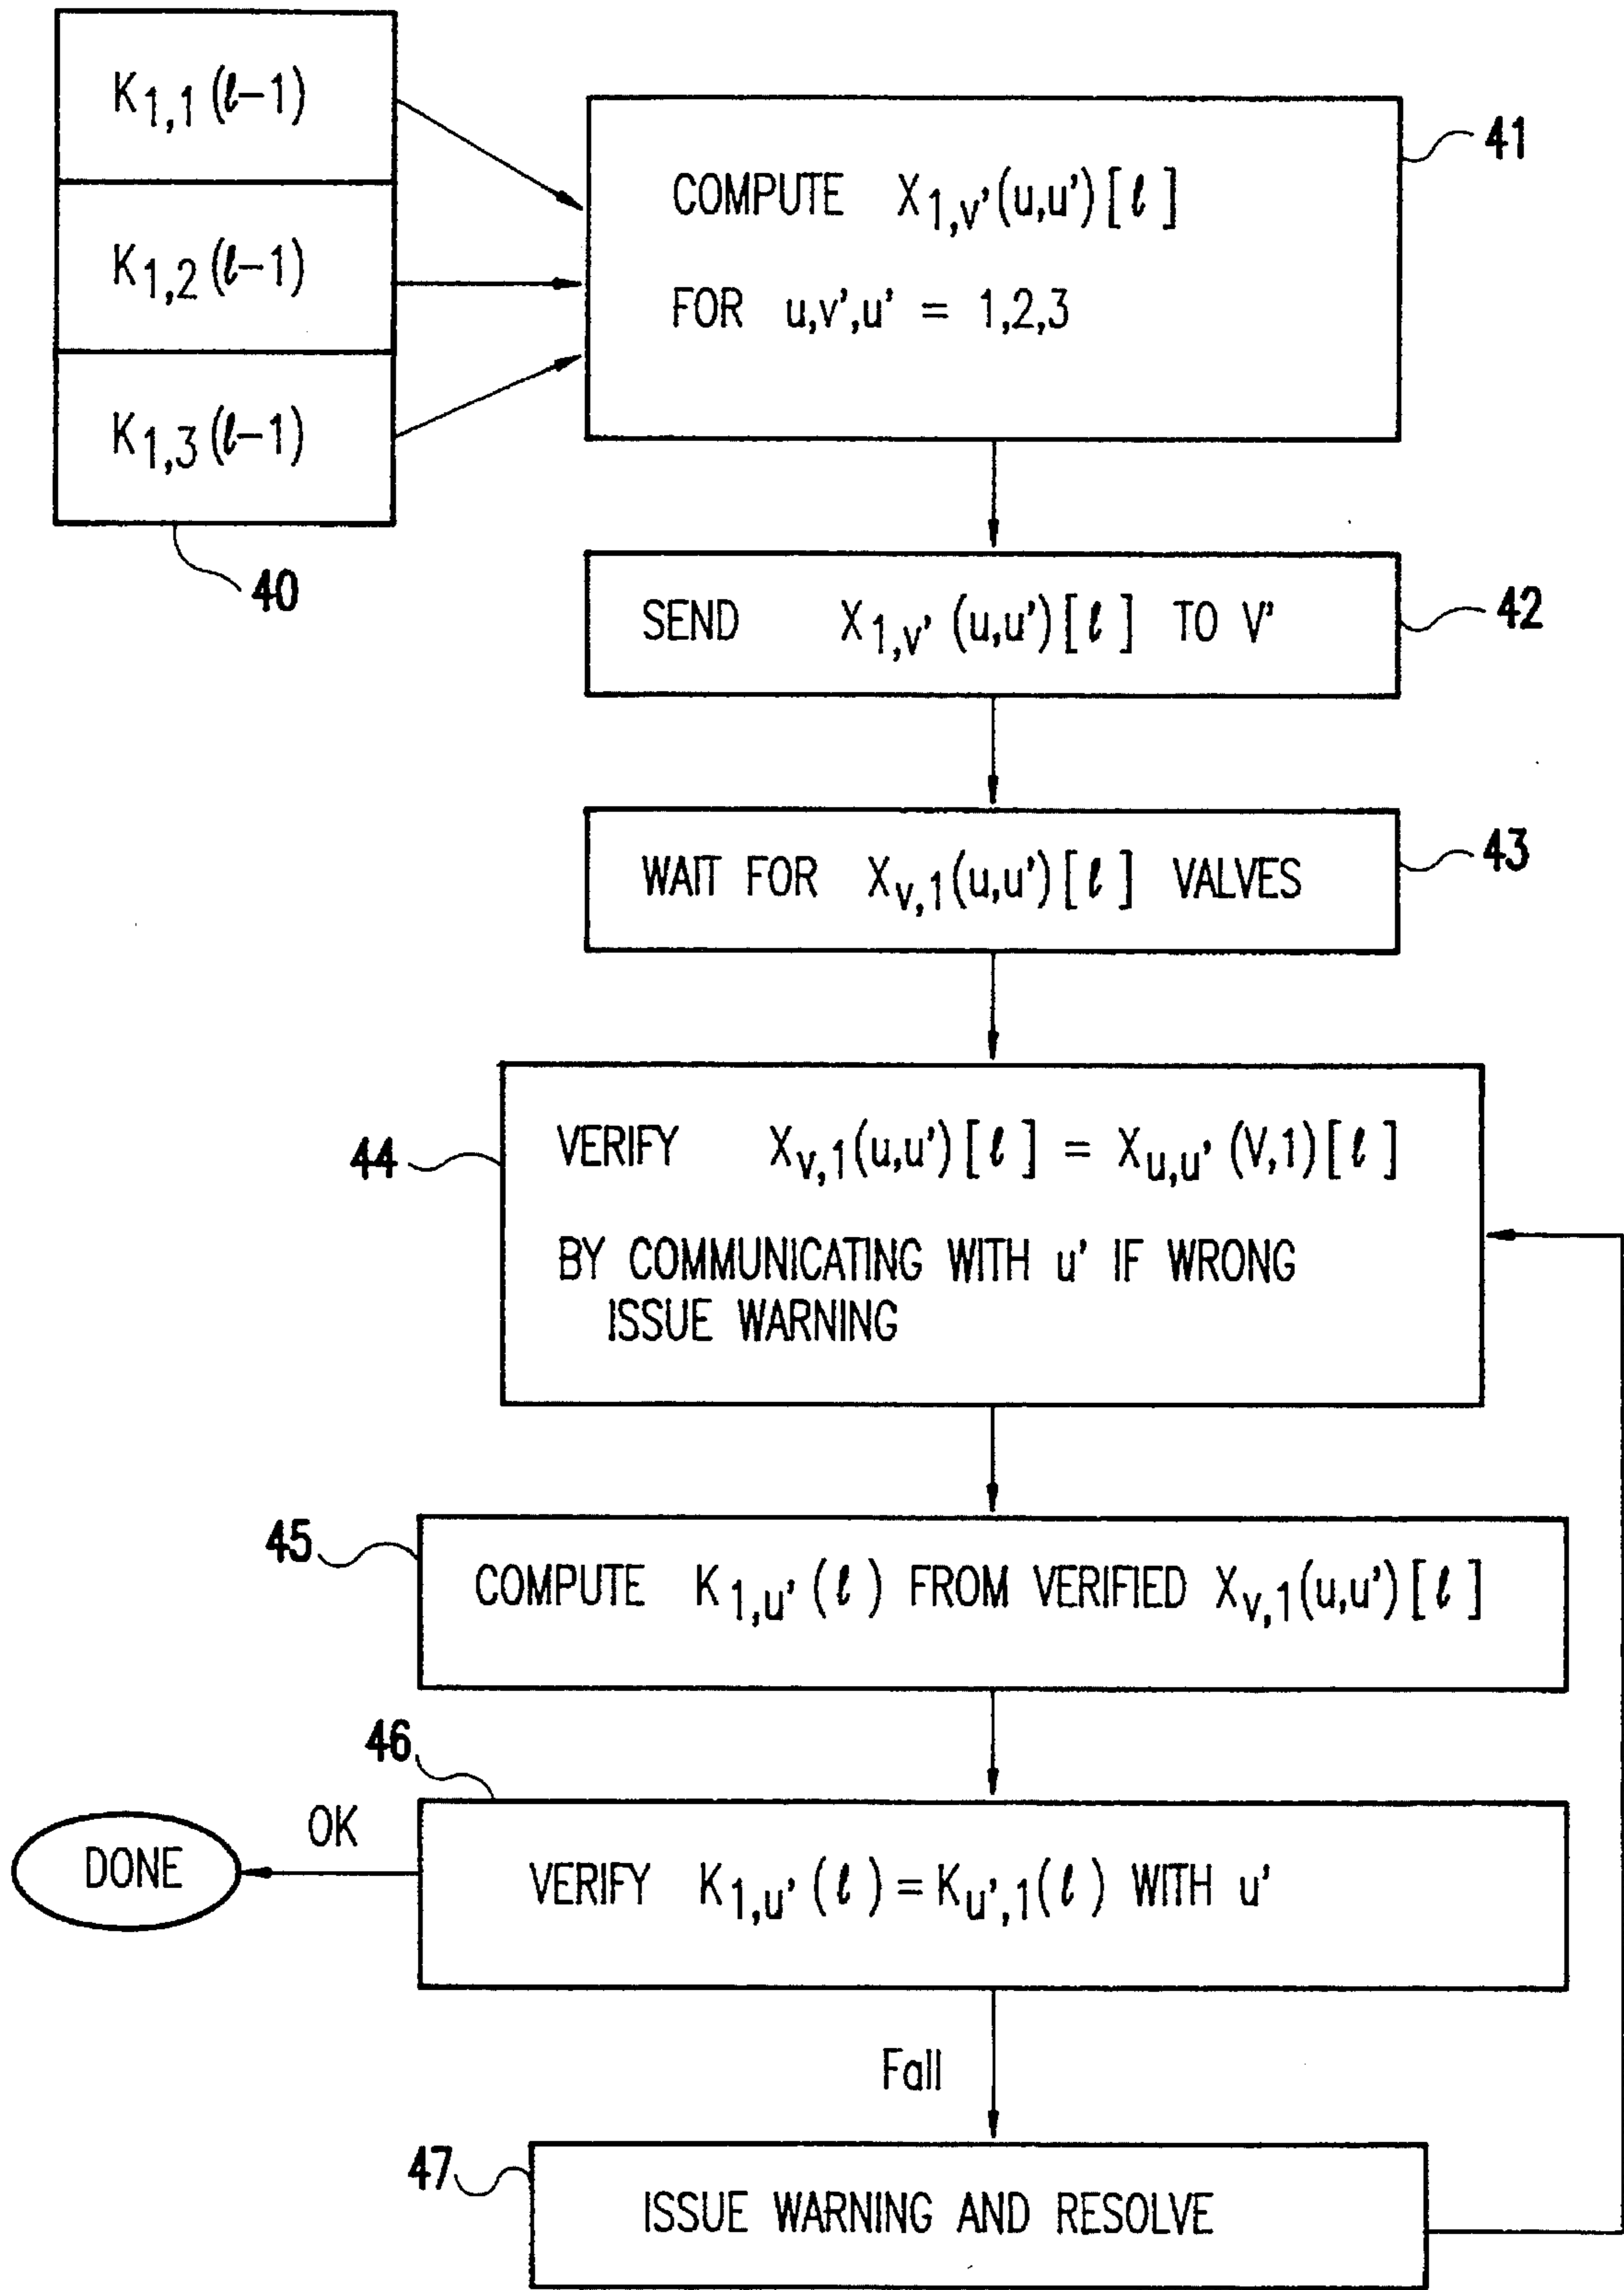 K1,1(ℓ-1)
K1,2(ℓ-1)
K1,3(ℓ-1)
40
COMPUTE X1,v'(u,u')[ℓ]
FOR u,v',u' = 1,2,3
41
SEND X1,v'(u,u')[ℓ] TO V'
42
WAIT FOR Xv,1(u,u')[ℓ] VALVES
43
44
VERIFY Xv,1(u,u')[ℓ] = Xu,u'(V,1)[ℓ]
BY COMMUNICATING WITH u' IF WRONG
ISSUE WARNING
45
COMPUTE K1,u'(ℓ) FROM VERIFIED Xv,1(u,u')[ℓ]
46
VERIFY K1,u'(ℓ)=Ku',1(ℓ) WITH u'
OK
DONE
Fail
47
ISSUE WARNING AND RESOLVE